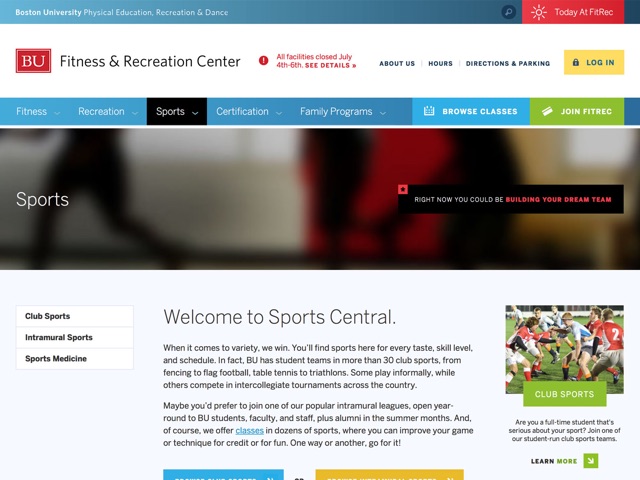 Boston University Physical Education, Recreation & Dance
Today At FitRec
BU
Fitness & Recreation Center
All facilities closed July
4th-6th. SEE DETAILS »
ABOUT US
HOURS
DIRECTIONS & PARKING
LOG IN
Fitness
Recreation
Sports
Certification
Family Programs
BROWSE CLASSES
JOIN FITREC
Sports
RIGHT NOW YOU COULD BE BUILDING YOUR DREAM TEAM
Club Sports
Intramural Sports
Sports Medicine
Welcome to Sports Central.
When it comes to variety, we win. You'll find sports here for every taste, skill level,
and schedule. In fact, BU has student teams in more than 30 club sports, from
fencing to flag football, table tennis to triathlons. Some play informally, while
others compete in intercollegiate tournaments across the country.
Maybe you'd prefer to join one of our popular intramural leagues, open year-
round to BU students, faculty, and staff, plus alumni in the summer months. And,
of course, we offer classes in dozens of sports, where you can improve your game
or technique for credit or for fun. One way or another, go for it!
CLUB SPORTS
Are you a full-time student that's
serious about your sport? Join one of
our student-run club sports teams.
LEARN MORE
OR